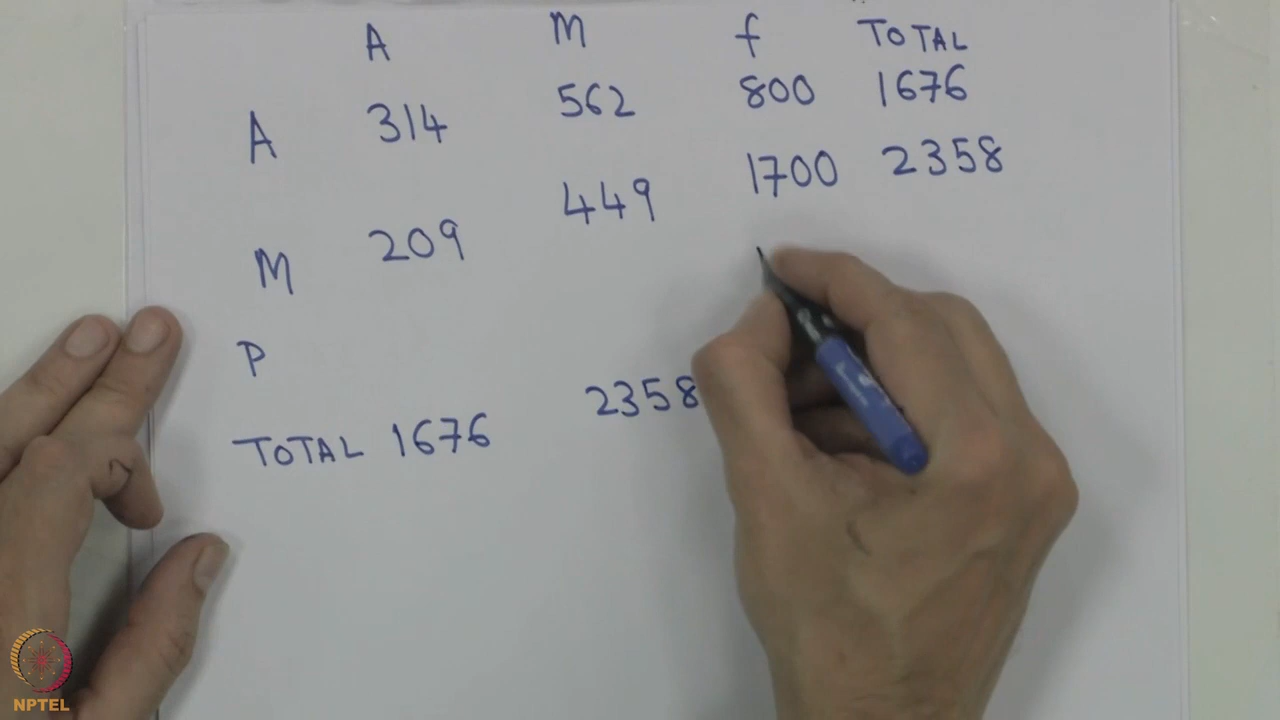 A M f TOTAL
A 314 562 800 1676
M 209 449 1700 2358
P
TOTAL 1676 2358
NPTEL